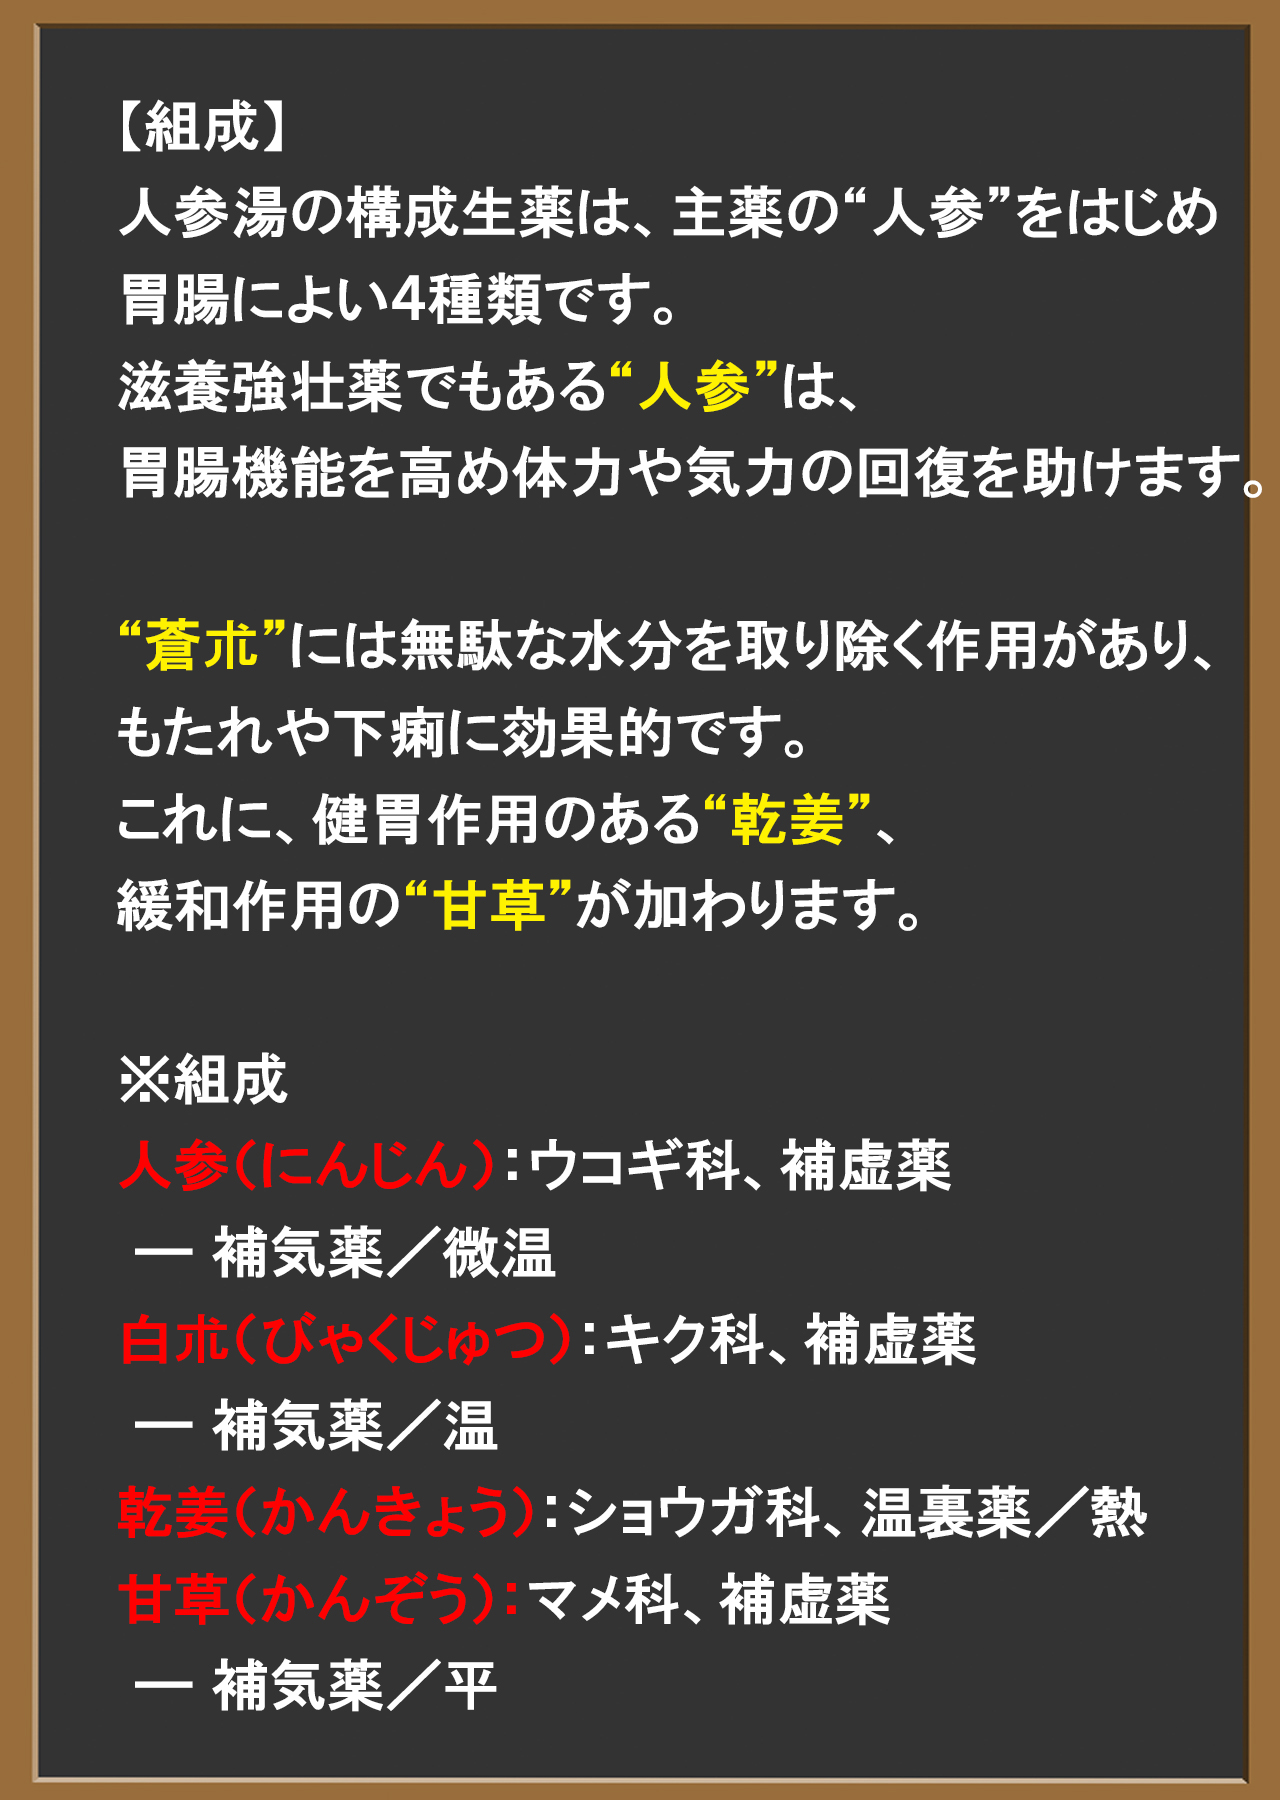 【組成】
人参湯の構成生薬は、主薬の“人参”をはじめ
胃腸によい4種類です。
滋養強壮薬でもある“人参”は、
胃腸機能を高め体力や気力の回復を助けます。
“蒼朮”には無駄な水分を取り除く作用があり、
もたれや下痢に効果的です。
これに、健胃作用のある“乾姜”、
緩和作用の“甘草”が加わります。
※組成
人参（にんじん）：ウコギ科、補虚薬
― 補気薬／微温
白朮（びゃくじゅつ）：キク科、補虚薬
― 補気薬／温
乾姜（かんきょう）：ショウガ科、温裏薬／熱
甘草（かんぞう）：マメ科、補虚薬
― 補気薬／平